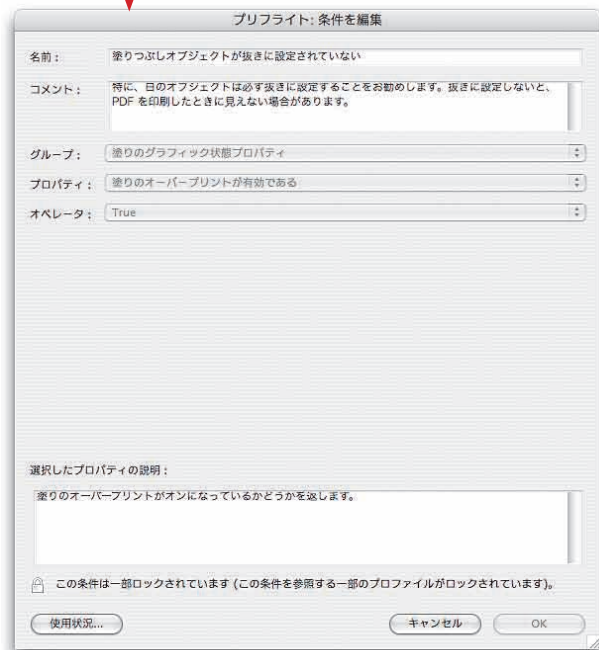 プリフライト: 条件を編集
名前： 塗りつぶしオブジェクトが抜きに設定されていない
コメント： 特に、日のオブジェクトは必ず抜きに設定することをお勧めします。抜きに設定しないと、
PDF を印刷したときに見えない場合があります。
グループ： 塗りのグラフィック状態プロパティ
プロパティ： 塗りのオーバープリントが有効である
オペレータ： True
選択したプロパティの説明：
塗りのオーバープリントがオンになっているかどうかを返します。
この条件は一部ロックされています (この条件を参照する一部のプロファイルがロックされています)。
使用状況...
キャンセル
OK